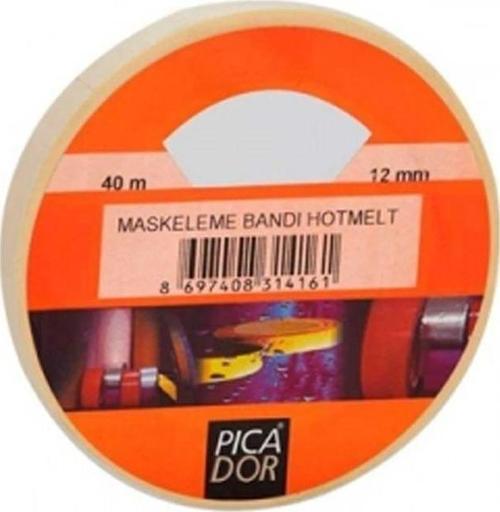 40 m 12 mm
MASKELEME BANDI HOTMELT
8 697408 314161
PICA
DOR